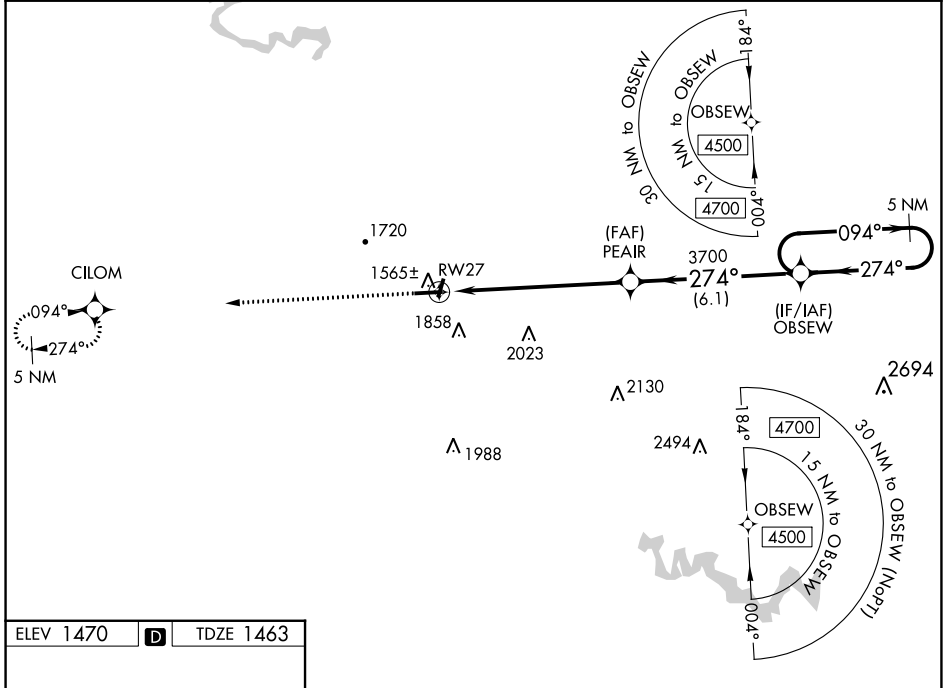 184°
30 NM to OBSEW
15 NM to OBSEW
OBSEW
4500
4700
004°
5 NM
094°
274°
(IF/IAF)
OBSEW
3700
274°
(6.1)
(FAF)
PEAIR
1720
1565±
RW27
1858
2023
2130
1988
2494
2694
CILOM
094°
274°
5 NM
184°
4700
30 NM to OBSEW (NoPT)
15 NM to OBSEW
OBSEW
4500
004°
ELEV 1470 D TDZE 1463